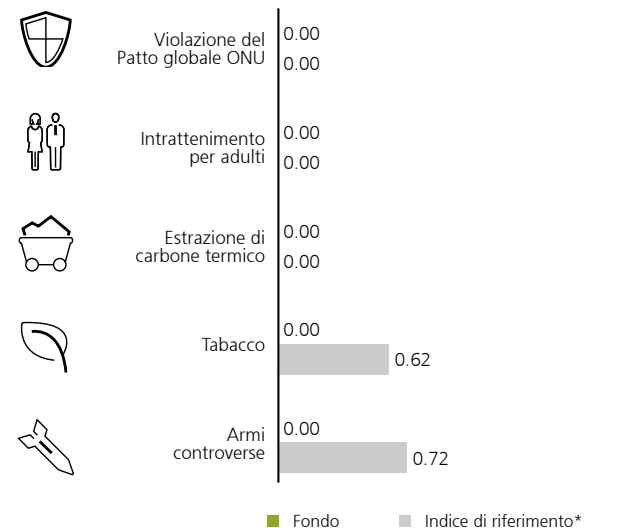 Violazione del
Patto globale ONU
0.00
0.00
Intrattenimento
per adulti
0.00
0.00
Estrazione di
carbone termico
0.00
0.00
Tabacco
0.00
0.62
Armi
controverse
0.00
0.72
Fondo
Indice di riferimento*